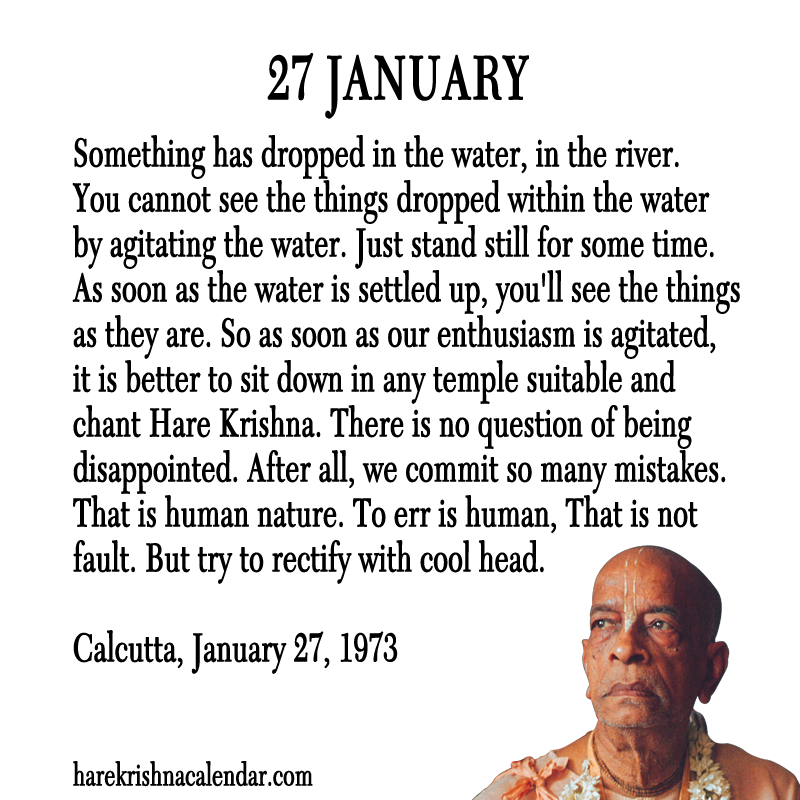 27 JANUARY
Something has dropped in the water, in the river.
You cannot see the things dropped within the water
by agitating the water. Just stand still for some time.
As soon as the water is settled up, you'll see the things
as they are. So as soon as our enthusiasm is agitated,
it is better to sit down in any temple suitable and
chant Hare Krishna. There is no question of being
disappointed. After all, we commit so many mistakes.
That is human nature. To err is human, That is not
fault. But try to rectify with cool head.
Calcutta, January 27, 1973
harekrishnacalendar.com